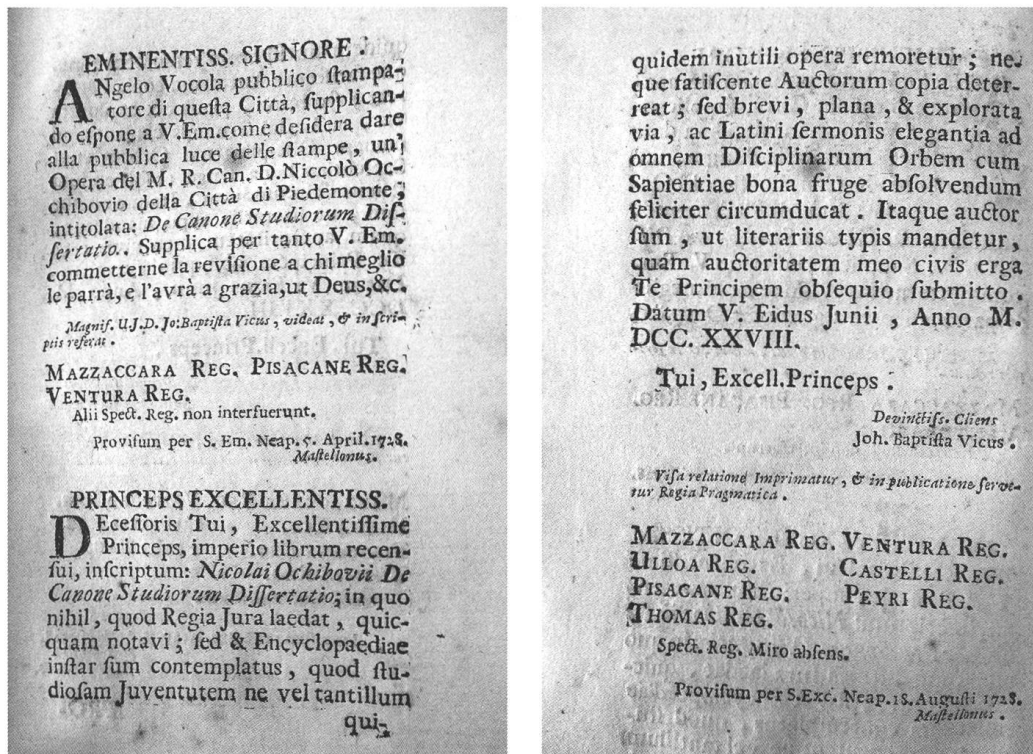 EMINENTISS. SIGNORE.
ANgelo Vocola pubblico ſtampa-
tore di queſta Città, ſupplican-
do eſpone a V.Em.come deſidera dare
alla pubblica luce delle ſtampe, un'
Opera del M. R. Can. D.Niccolò Oc-
chibovio della Città di Piedemonte;
intitolata: De Canone Studiorum Diſ-
ſertatio.. Supplica per tanto V. Em.
commetterne la reviſione a chi meglio
le parrà, e l'avrà a grazia, ut Deus,&c.
Magniſ. U.J.D. Jo: Baptiſta Vicus, videat, & in ſcri-
ptis referat.
MAZZACCARA REG. PISACANE REG.
VENTURA REG.
Alii Spect. Reg. non interfuerunt.
Proviſum per S. Em. Neap. 5. April. 1728.
Maſtellonus.
PRINCEPS EXCELLENTISS.
DEceſſoris Tui, Excellentiſſime
Princeps, imperio librum recen-
ſui, inſcriptum: Nicolai Ochibovii De
Canone Studiorum Diſſertatio; in quo
nihil, quod Regia Jura laedat, quic-
quam notavi; ſed & Encyclopaediae
inſtar ſum contemplatus, quod ſtu-
dioſam Juventutem ne vel tantillum
qui-
quidem inutili opera remoretur; ne-
que fatiſcente Auctorum copia deter-
reat; ſed brevi, plana, & explorata
via, ac Latini ſermonis elegantia ad
omnem Diſciplinarum Orbem cum
Sapientiae bona fruge abſolvendum
feliciter circumducat. Itaque auctor
ſum, ut literariis typis mandetur,
quam auctoritatem meo civis erga
Te Principem obſequio ſubmitto.
Datum V. Eidus Junii, Anno M.
DCC. XXVIII.
Tui, Excell.Princeps.
Devinctiſs. Cliens
Joh. Baptiſta Vicus.
Viſa relatione Imprimatur, & in publicatione ſerve-
tur Regia Pragmatica.
MAZZACCARA REG. VENTURA REG.
ULLOA REG. CASTELLI REG.
PISACANE REG. PEYRI REG.
THOMAS REG.
Spect. Reg. Miro abſens.
Proviſum per S.Exc. Neap. 18. Auguſti 1728.
Maſtellonus.